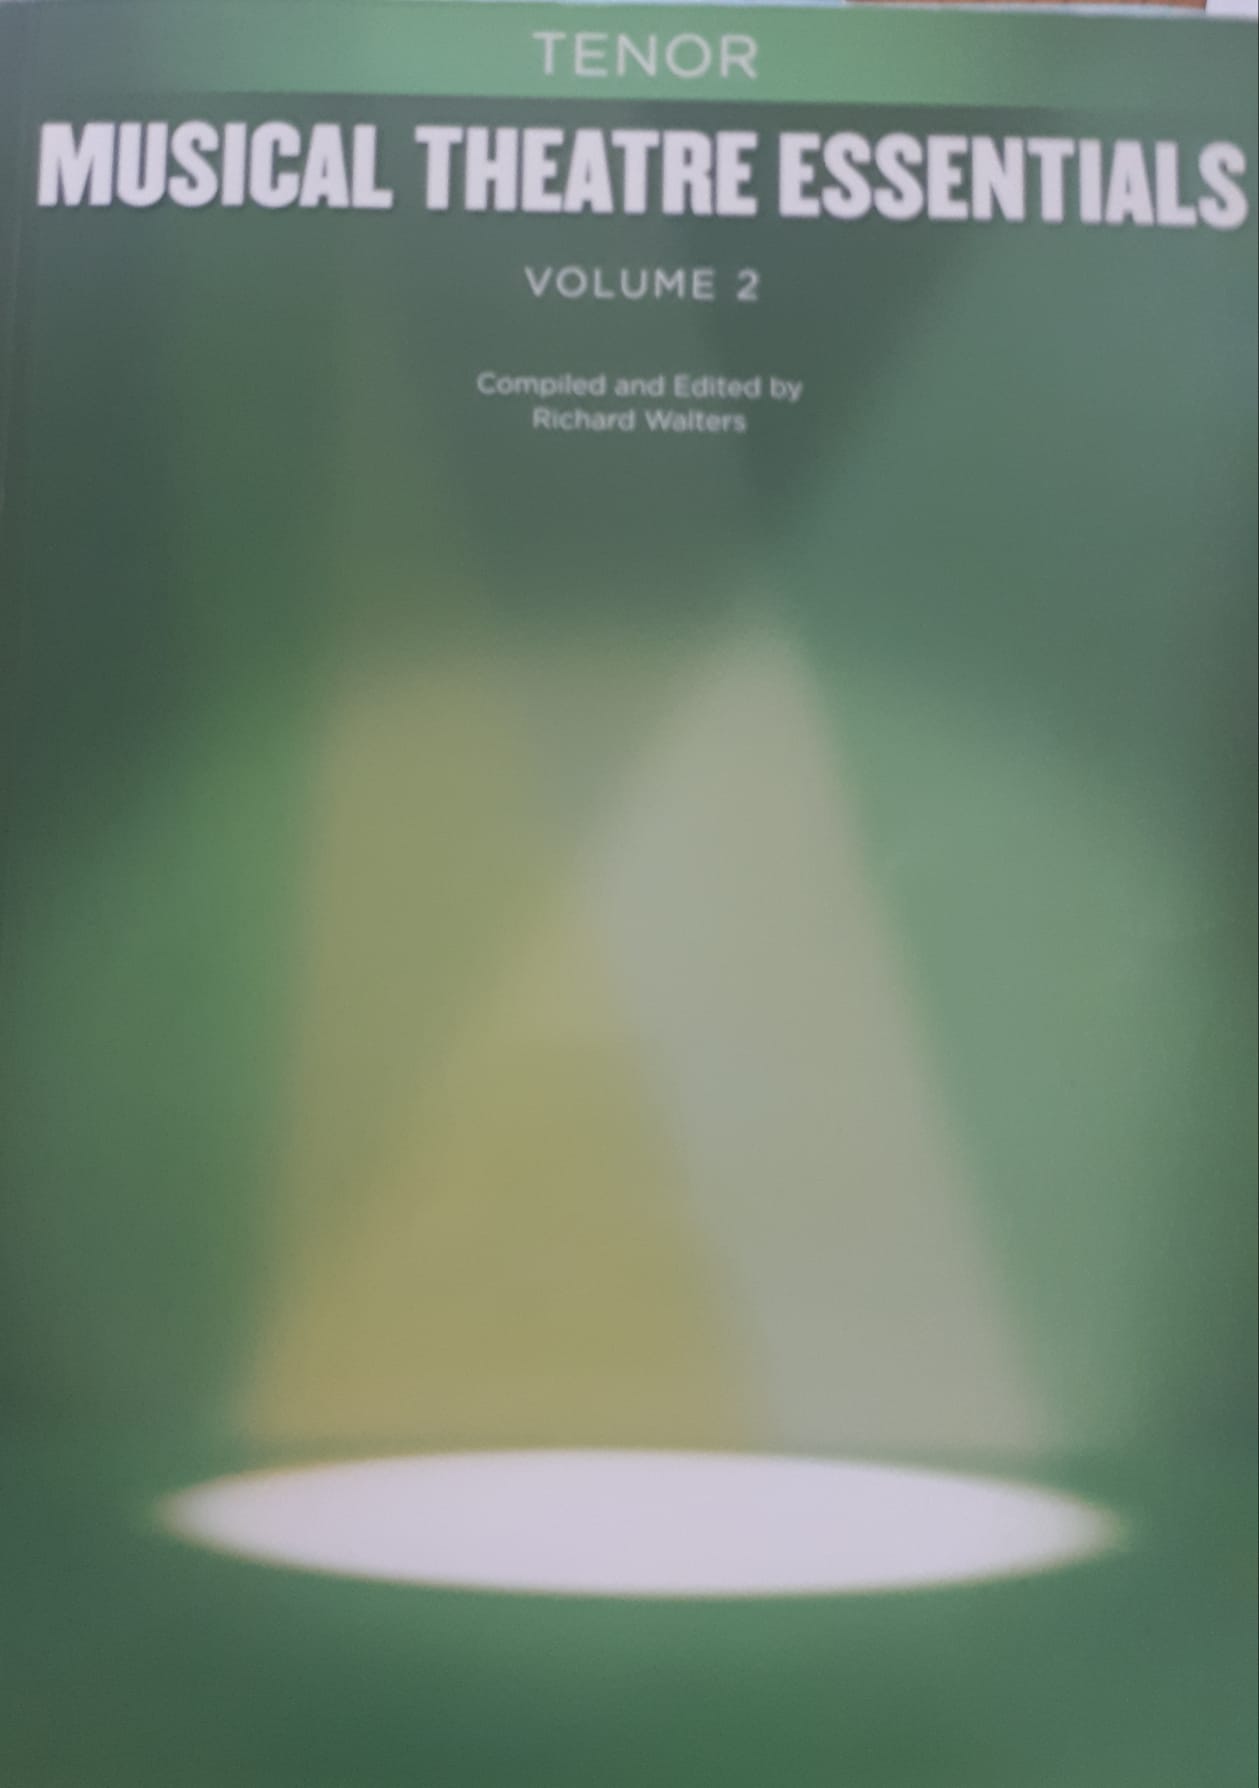 TENOR
MUSICAL THEATRE ESSENTIALS
VOLUME 2
Compiled and Edited by
Richard Walters